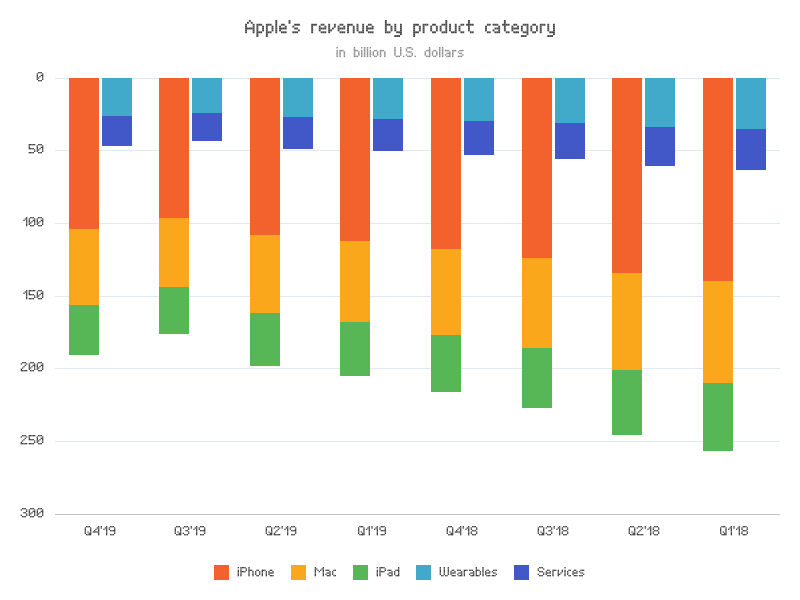 Apple's revenue by product category
in billion U.S. dollars
0
50
100
150
200
250
300
Q4'19 Q3'19 Q2'19 Q1'19 Q4'18 Q3'18 Q2'18 Q1'18
iPhone Mac iPad Wearables Services